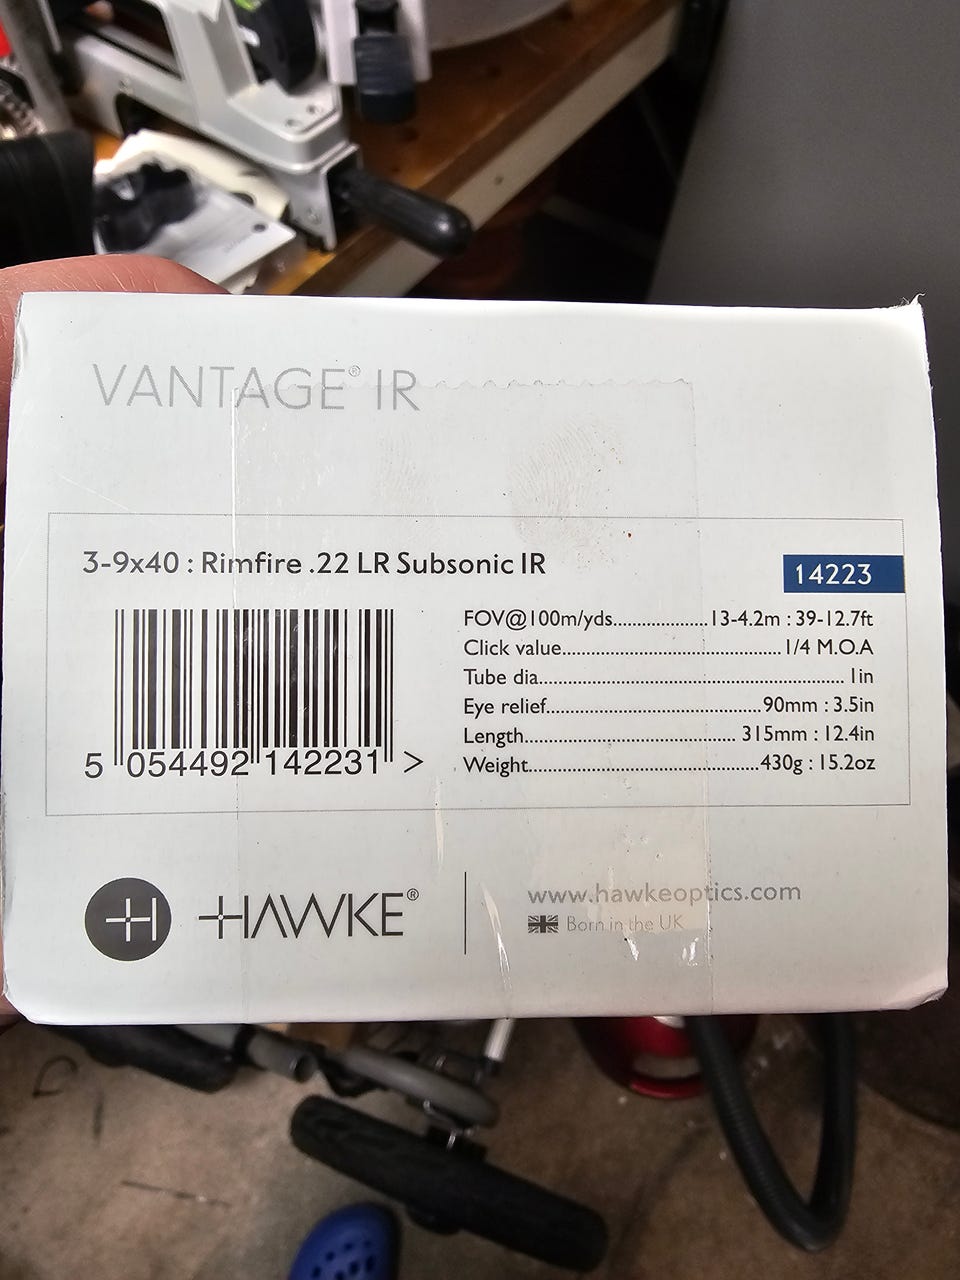 VANTAGE® IR
3-9x40 : Rimfire .22 LR Subsonic IR
14223
FOV@100m/yds....................13-4.2m : 39-12.7ft
Click value...............................................1/4 M.O.A
Tube dia.................................................................1in
Eye relief..............................................90mm : 3.5in
Length..............................................315mm : 12.4in
Weight..................................................430g : 15.2oz
5 054492 142231 >
H HAWKE®
www.hawkeoptics.com
Born in the UK